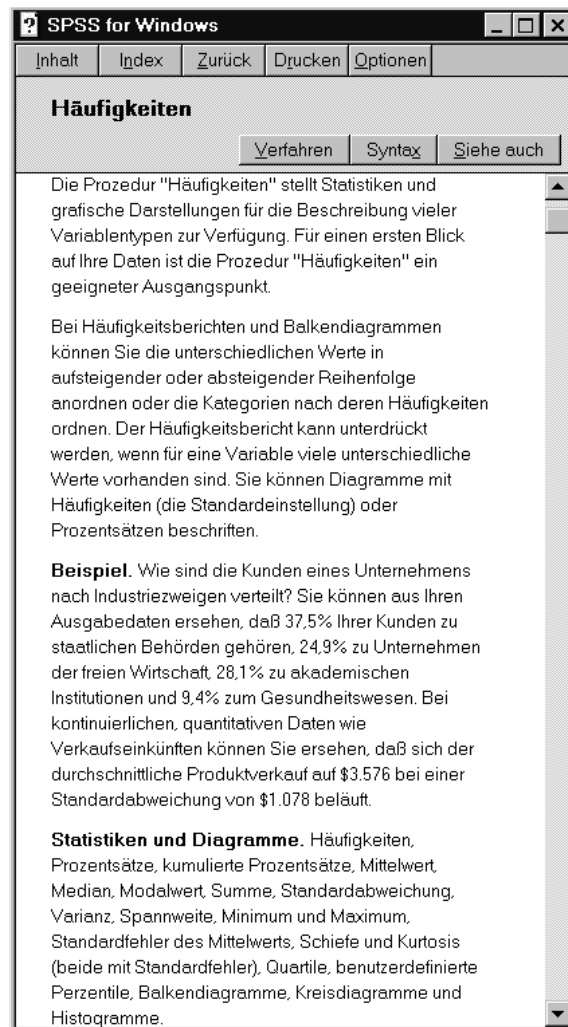 SPSS for Windows
Inhalt Index Zurück Drucken Optionen
Häufigkeiten
Verfahren Syntax Siehe auch
Die Prozedur "Häufigkeiten" stellt Statistiken und
grafische Darstellungen für die Beschreibung vieler
Variablentypen zur Verfügung. Für einen ersten Blick
auf Ihre Daten ist die Prozedur "Häufigkeiten" ein
geeigneter Ausgangspunkt.
Bei Häufigkeitsberichten und Balkendiagrammen
können Sie die unterschiedlichen Werte in
aufsteigender oder absteigender Reihenfolge
anordnen oder die Kategorien nach deren Häufigkeiten
ordnen. Der Häufigkeitsbericht kann unterdrückt
werden, wenn für eine Variable viele unterschiedliche
Werte vorhanden sind. Sie können Diagramme mit
Häufigkeiten (die Standardeinstellung) oder
Prozentsätzen beschriften.
Beispiel. Wie sind die Kunden eines Unternehmens
nach Industriezweigen verteilt? Sie können aus Ihren
Ausgabedaten ersehen, daß 37,5% Ihrer Kunden zu
staatlichen Behörden gehören, 24,9% zu Unternehmen
der freien Wirtschaft, 28,1% zu akademischen
Institutionen und 9,4% zum Gesundheitswesen. Bei
kontinuierlichen, quantitativen Daten wie
Verkaufseinkünften können Sie ersehen, daß sich der
durchschnittliche Produktverkauf auf $3.576 bei einer
Standardabweichung von $1.078 beläuft.
Statistiken und Diagramme. Häufigkeiten,
Prozentsätze, kumulierte Prozentsätze, Mittelwert,
Median, Modalwert, Summe, Standardabweichung,
Varianz, Spannweite, Minimum und Maximum,
Standardfehler des Mittelwerts, Schiefe und Kurtosis
(beide mit Standardfehler), Quartile, benutzerdefinierte
Perzentile, Balkendiagramme, Kreisdiagramme und
Histogramme.